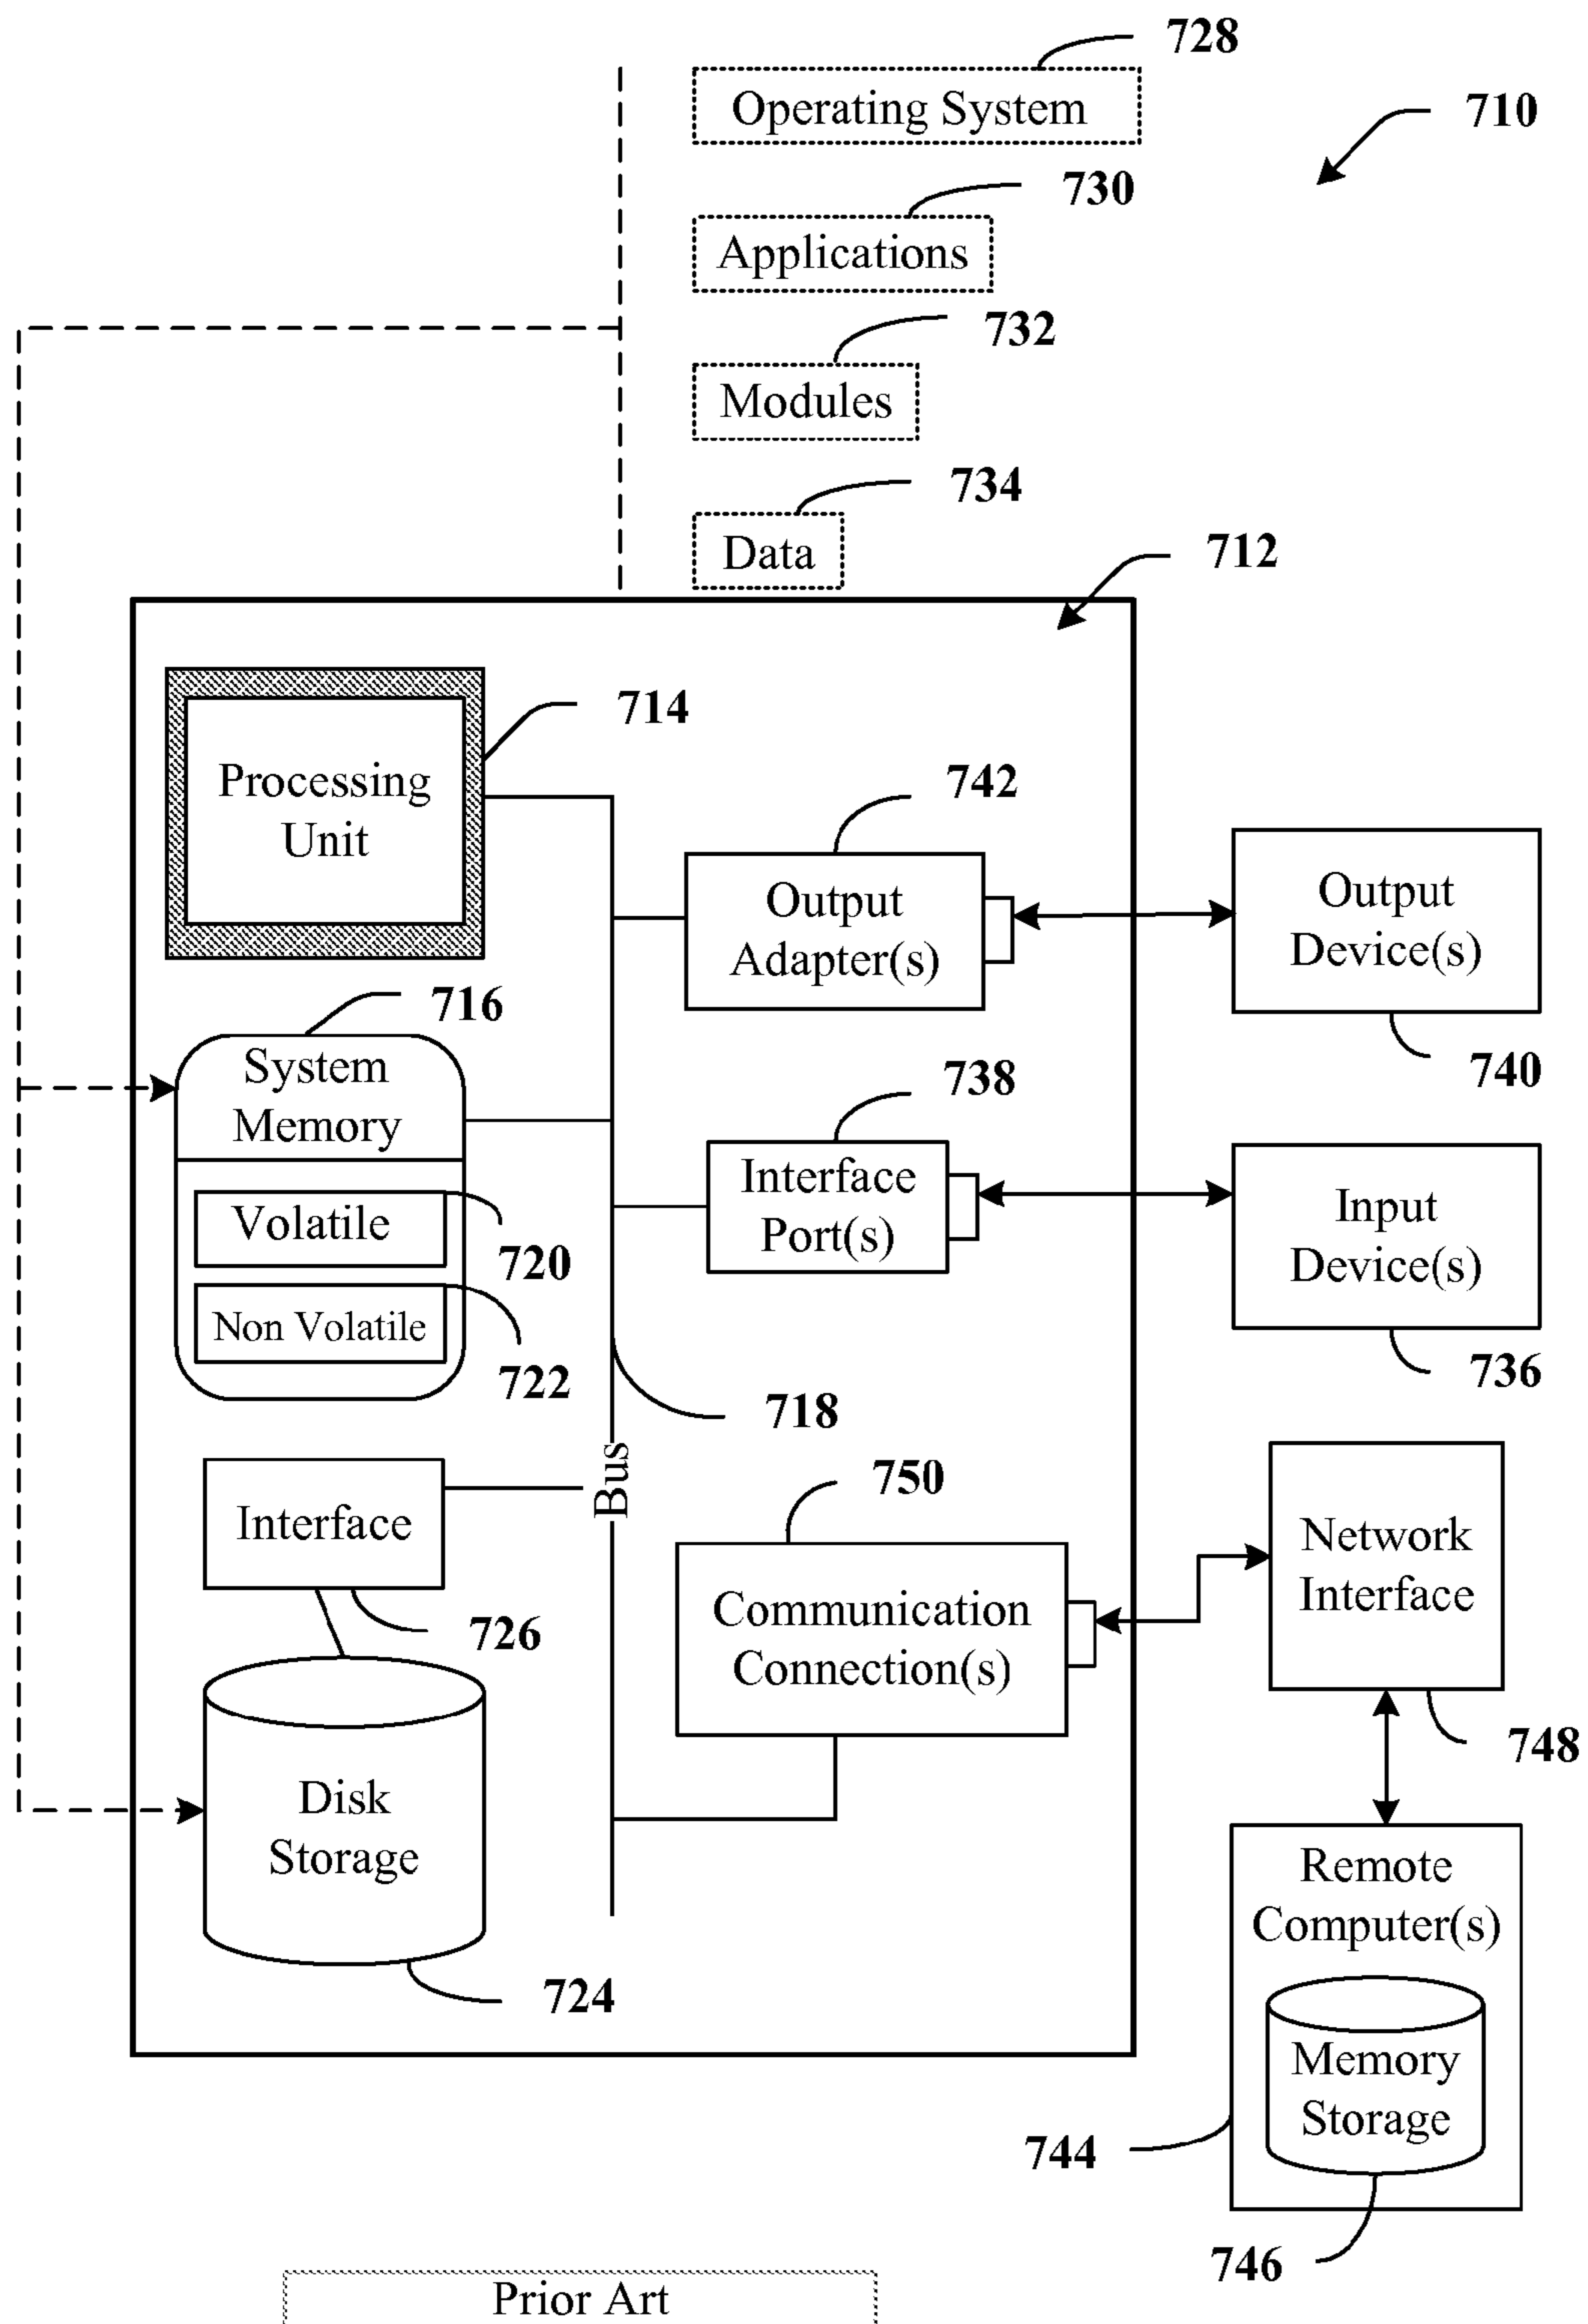 728
Operating System
710
730
Applications
732
Modules
734
Data
712
714
Processing
Unit
742
Output
Adapter(s)
Output
Device(s)
740
716
System
Memory
738
Interface
Port(s)
Input
Device(s)
736
Volatile
720
Non Volatile
722
718
Bus
750
Interface
726
Communication
Connection(s)
Network
Interface
748
Disk
Storage
724
Remote
Computer(s)
Memory
Storage
744
746
Prior Art